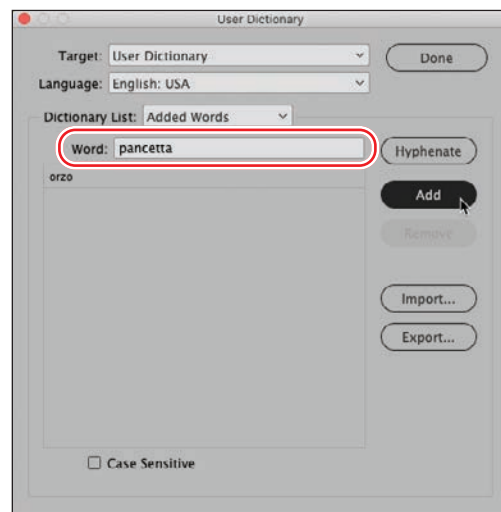 User Dictionary
Target: User Dictionary
Done
Language: English: USA
Dictionary List: Added Words
Word: pancetta
Hyphenate
orzo
Add
Remove
Import...
Export...
Case Sensitive